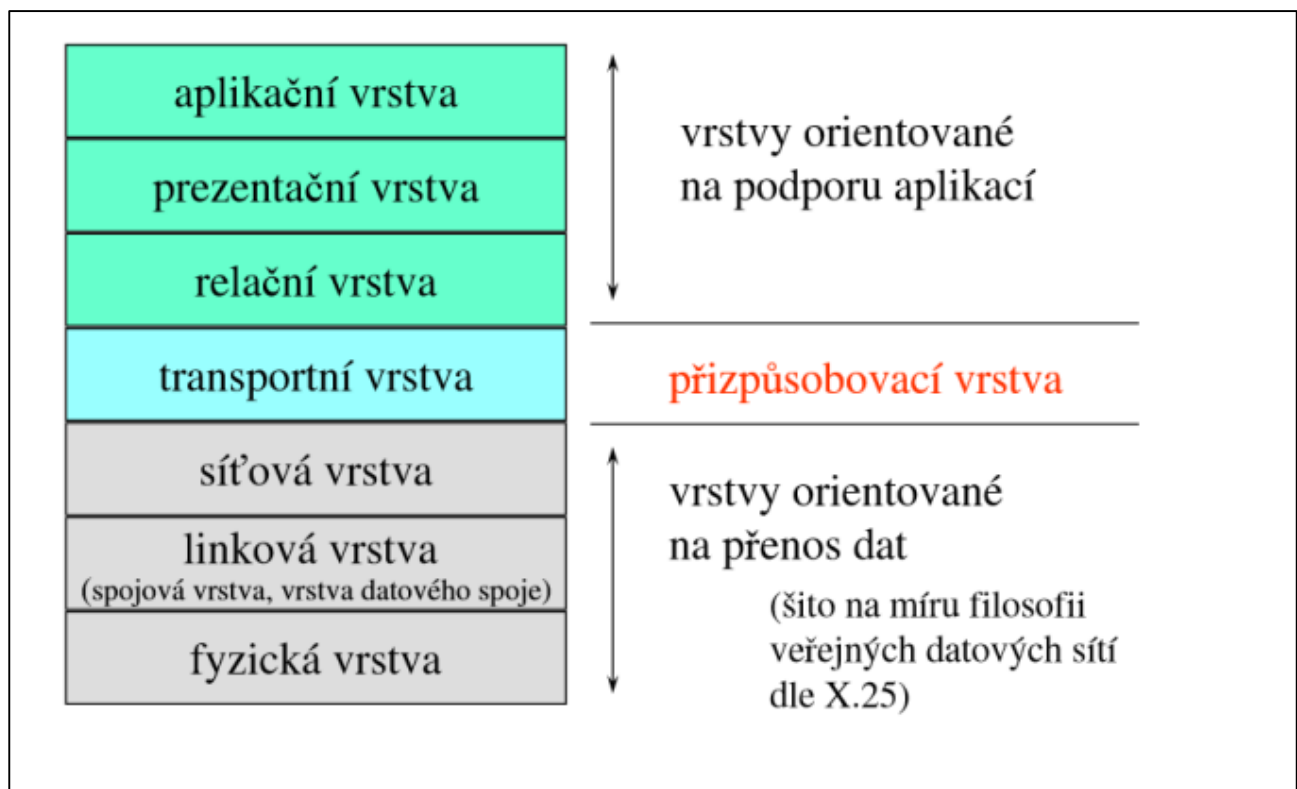 aplikační vrstva
prezentační vrstva
relační vrstva
transportní vrstva
síťová vrstva
linková vrstva
(spojová vrstva, vrstva datového spoje)
fyzická vrstva
vrstvy orientované
na podporu aplikací
přizpůsobovací vrstva
vrstvy orientované
na přenos dat
(šito na míru filosofii
veřejných datových sítí
dle X.25)